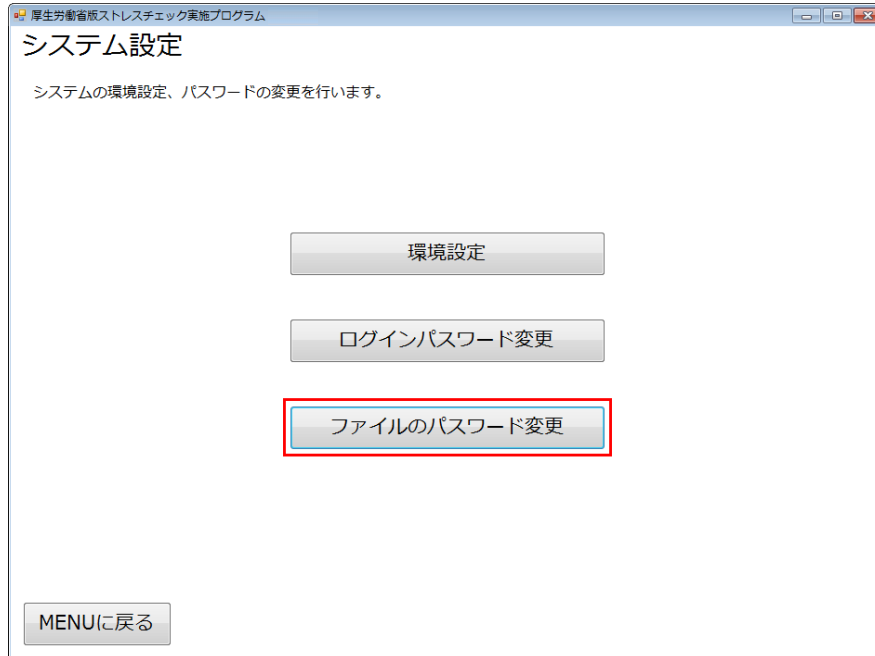 厚生労働省版ストレスチェック実施プログラム
システム設定
システムの環境設定、パスワードの変更を行います。
環境設定
ログインパスワード変更
ファイルのパスワード変更
MENUに戻る